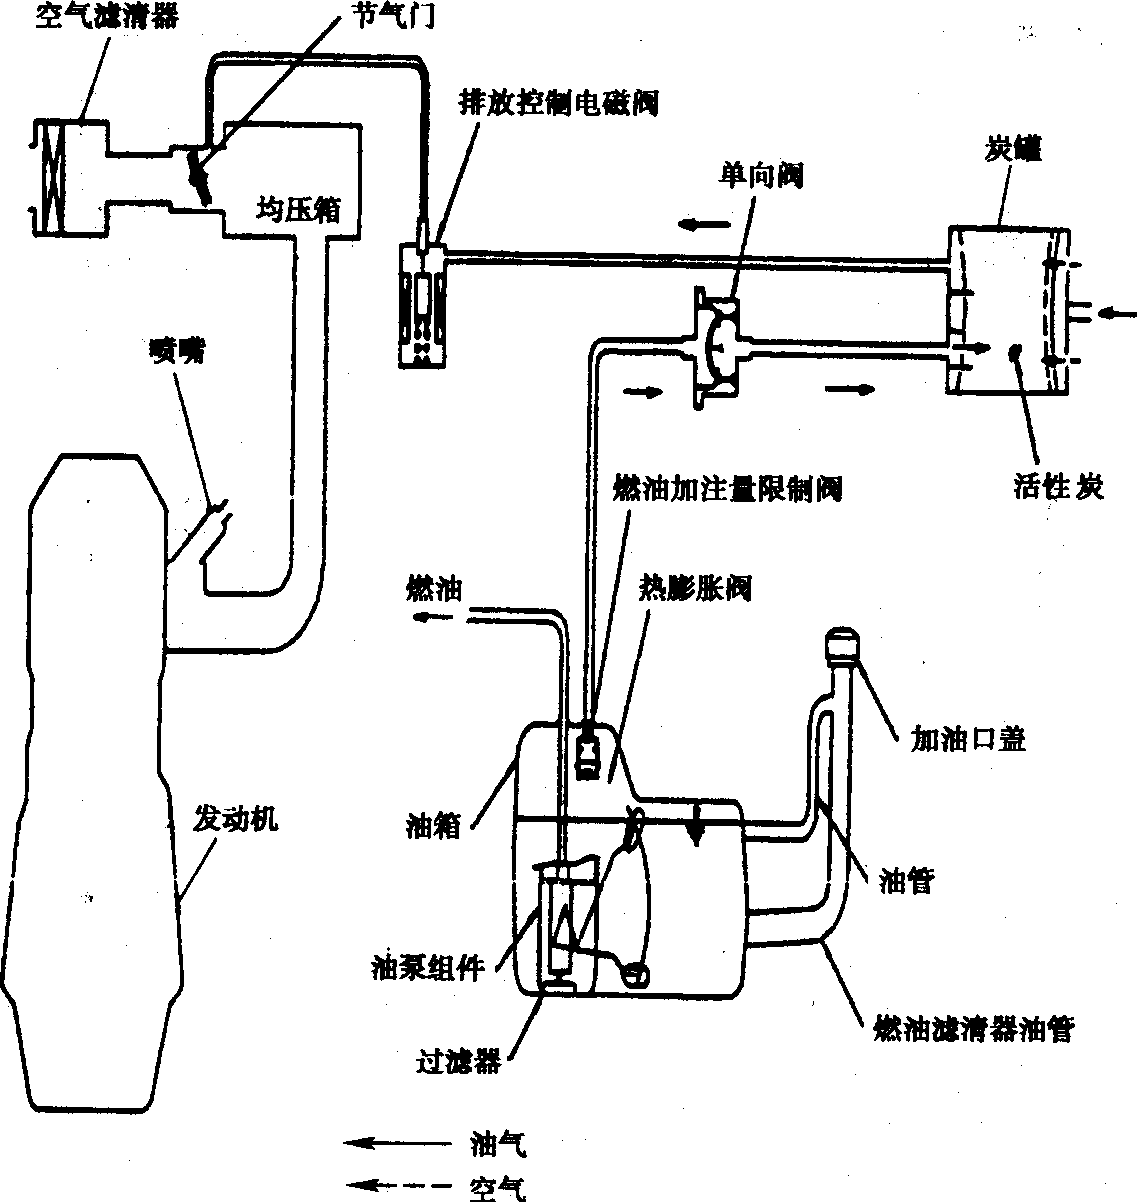 空气滤清器
节气门
排放控制电磁阀
炭罐
单向阀
均压箱
喷嘴
燃油加注量限制阀
活性炭
燃油
热膨胀阀
加油口盖
发动机
油箱
油管
油泵组件
燃油滤清器油管
过滤器
油气
空气